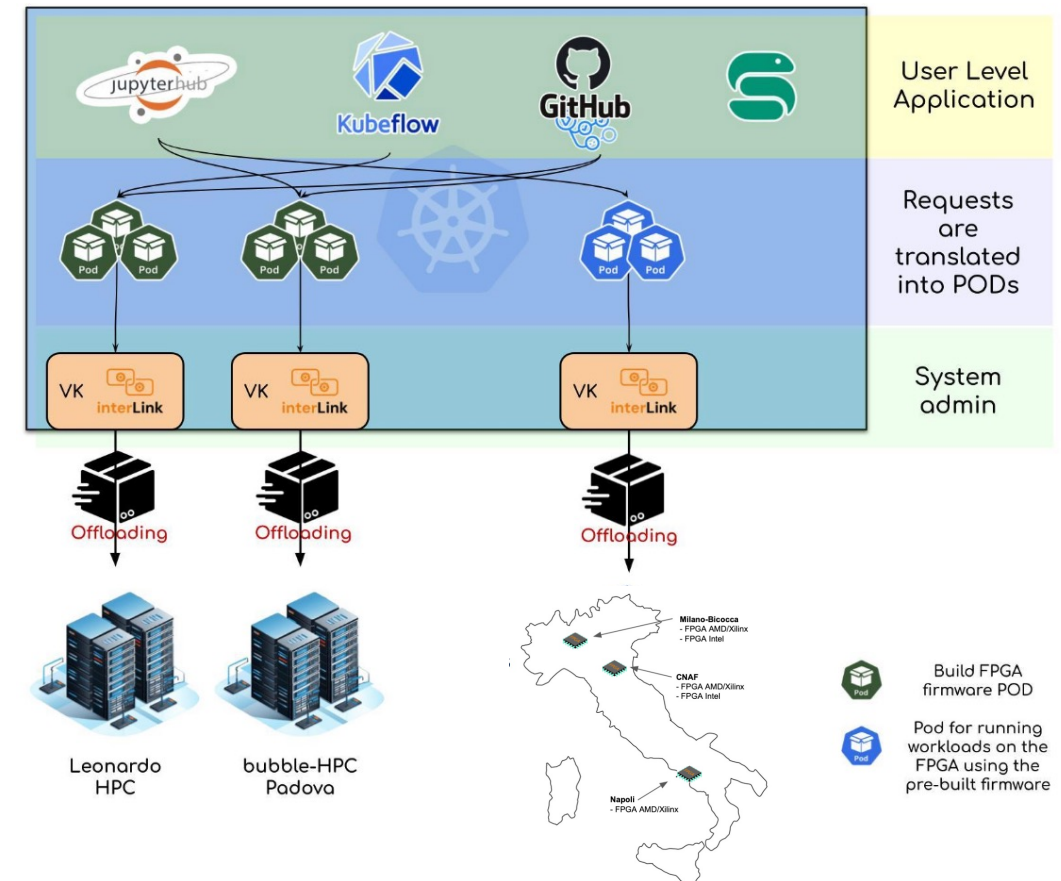 jupyterhub
Kubeflow
GitHub
User Level
Application
Requests
are
translated
into PODs
Pod
Pod
Pod
Pod
Pod
Pod
System
admin
VK
interLink
VK
interLink
VK
interLink
Offloading
Offloading
Offloading
Leonardo
HPC
bubble-HPC
Padova
Milano-Bicocca
- FPGA AMD/Xilinx
- FPGA Intel
CNAF
- FPGA AMD/Xilinx
- FPGA Intel
Napoli
- FPGA AMD/Xilinx
Pod
Build FPGA
firmware POD
Pod
Pod for running
workloads on the
FPGA using the
pre-built firmware